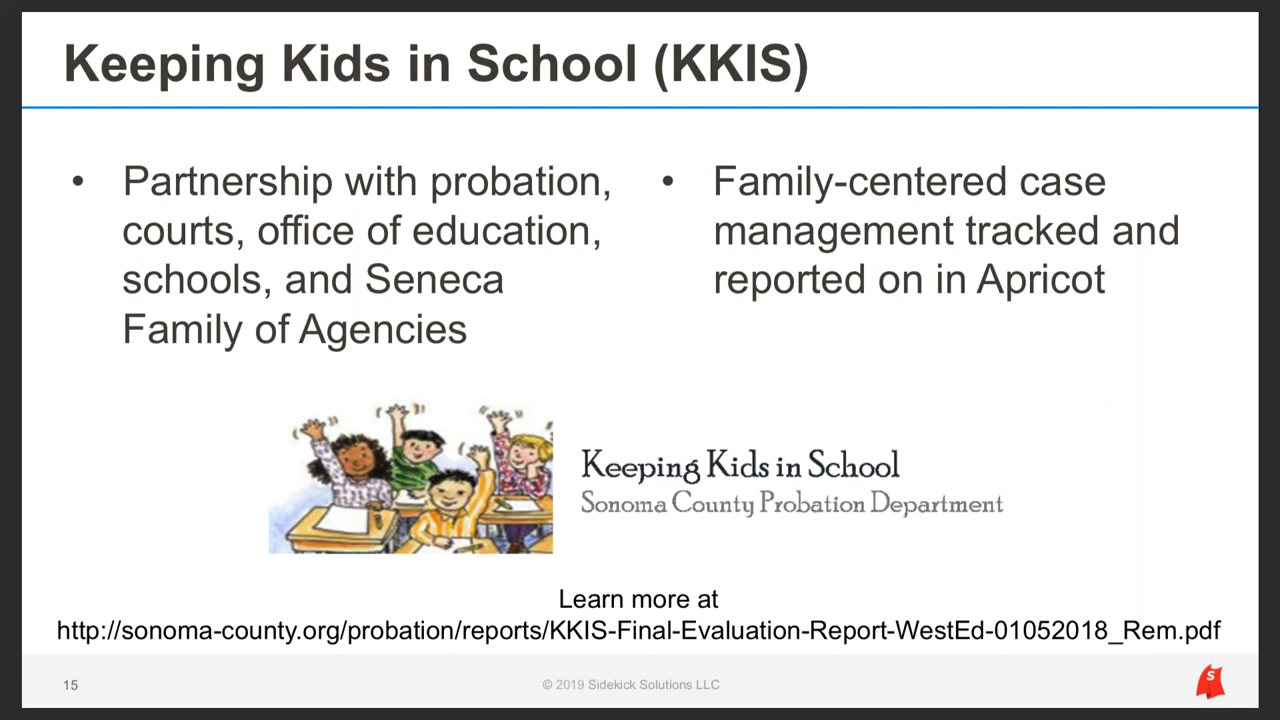 Keeping Kids in School (KKIS)
• Partnership with probation,
courts, office of education,
schools, and Seneca
Family of Agencies
• Family-centered case
management tracked and
reported on in Apricot
Keeping Kids in School
Sonoma County Probation Department
Learn more at
http://sonoma-county.org/probation/reports/KKIS-Final-Evaluation-Report-WestEd-01052018_Rem.pdf
15
© 2019 Sidekick Solutions LLC
S